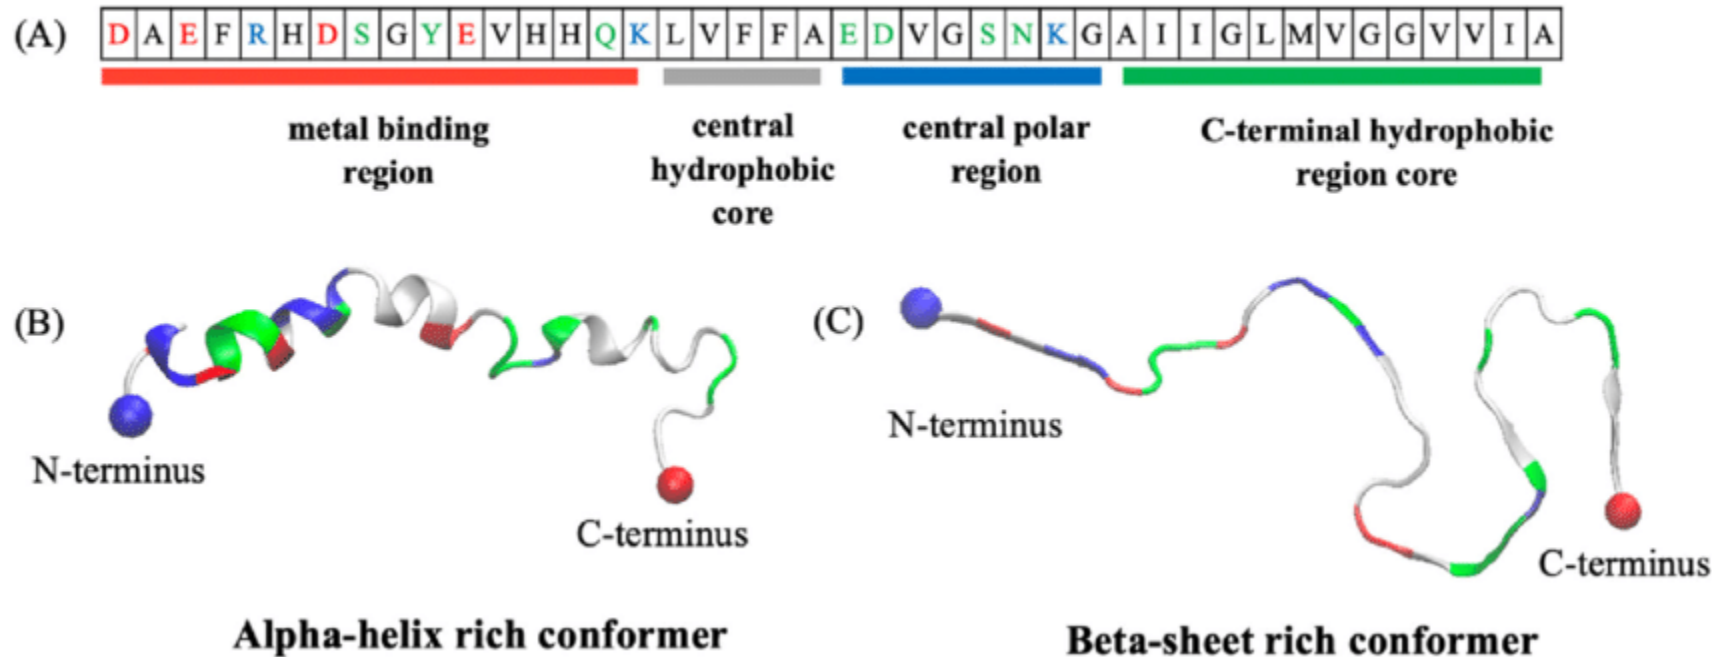 (A) D A E F R H D S G Y E V H H Q K L V F F A E D V G S N K G A I I G L M V G G V V I A
metal binding
region
central
hydrophobic
core
central polar
region
C-terminal hydrophobic
region core
(B)
N-terminus
C-terminus
Alpha-helix rich conformer
(C)
N-terminus
C-terminus
Beta-sheet rich conformer